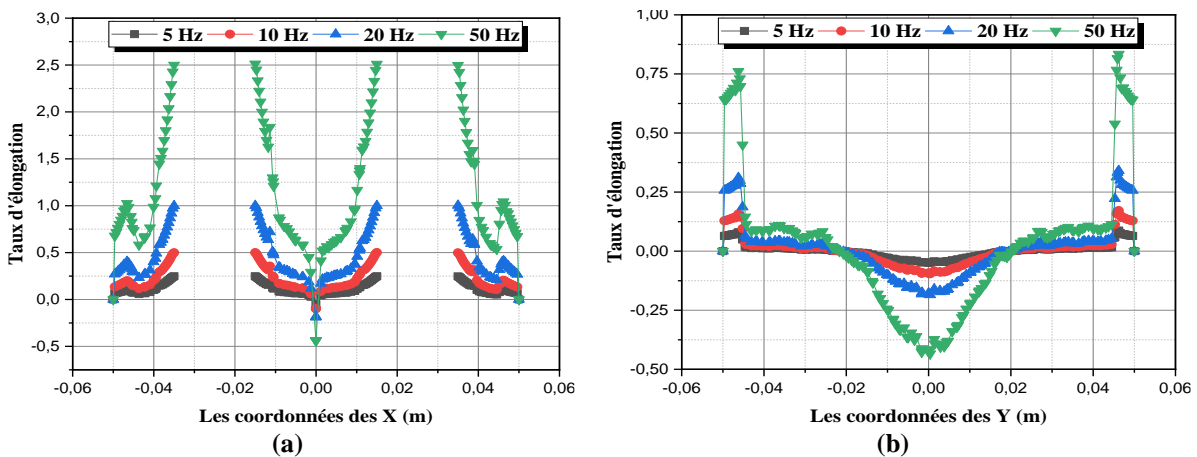 5 Hz 10 Hz 20 Hz 50 Hz
3,0
2,5
2,0
1,5
1,0
0,5
0,0
-0,5
Taux d'élongation
-0,06 -0,04 -0,02 0,00 0,02 0,04 0,06
Les coordonnées des X (m)
(a)
5 Hz 10 Hz 20 Hz 50 Hz
1,00
0,75
0,50
0,25
0,00
-0,25
-0,50
Taux d'élongation
-0,06 -0,04 -0,02 0,00 0,02 0,04 0,06
Les coordonnées des Y (m)
(b)